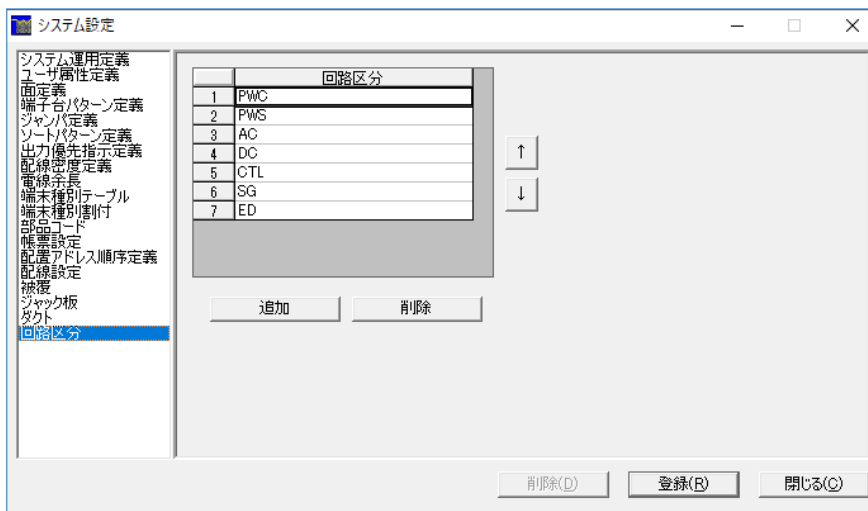 システム設定
システム運用定義
ユーザ属性定義
面定義
端子台パターン定義
ジャンパ定義
ソートパターン定義
出力優先指示定義
配線密度定義
電線余長
端末種別テーブル
端末種別割付
部品コード
帳票設定
配置アドレス順序定義
配線設定
被覆
ジャック板
ダクト
回路区分
回路区分
1 PWC
2 PWS
3 AC
4 DC
5 CTL
6 SG
7 ED
↑
↓
追加 削除
削除(D) 登録(R) 閉じる(C)